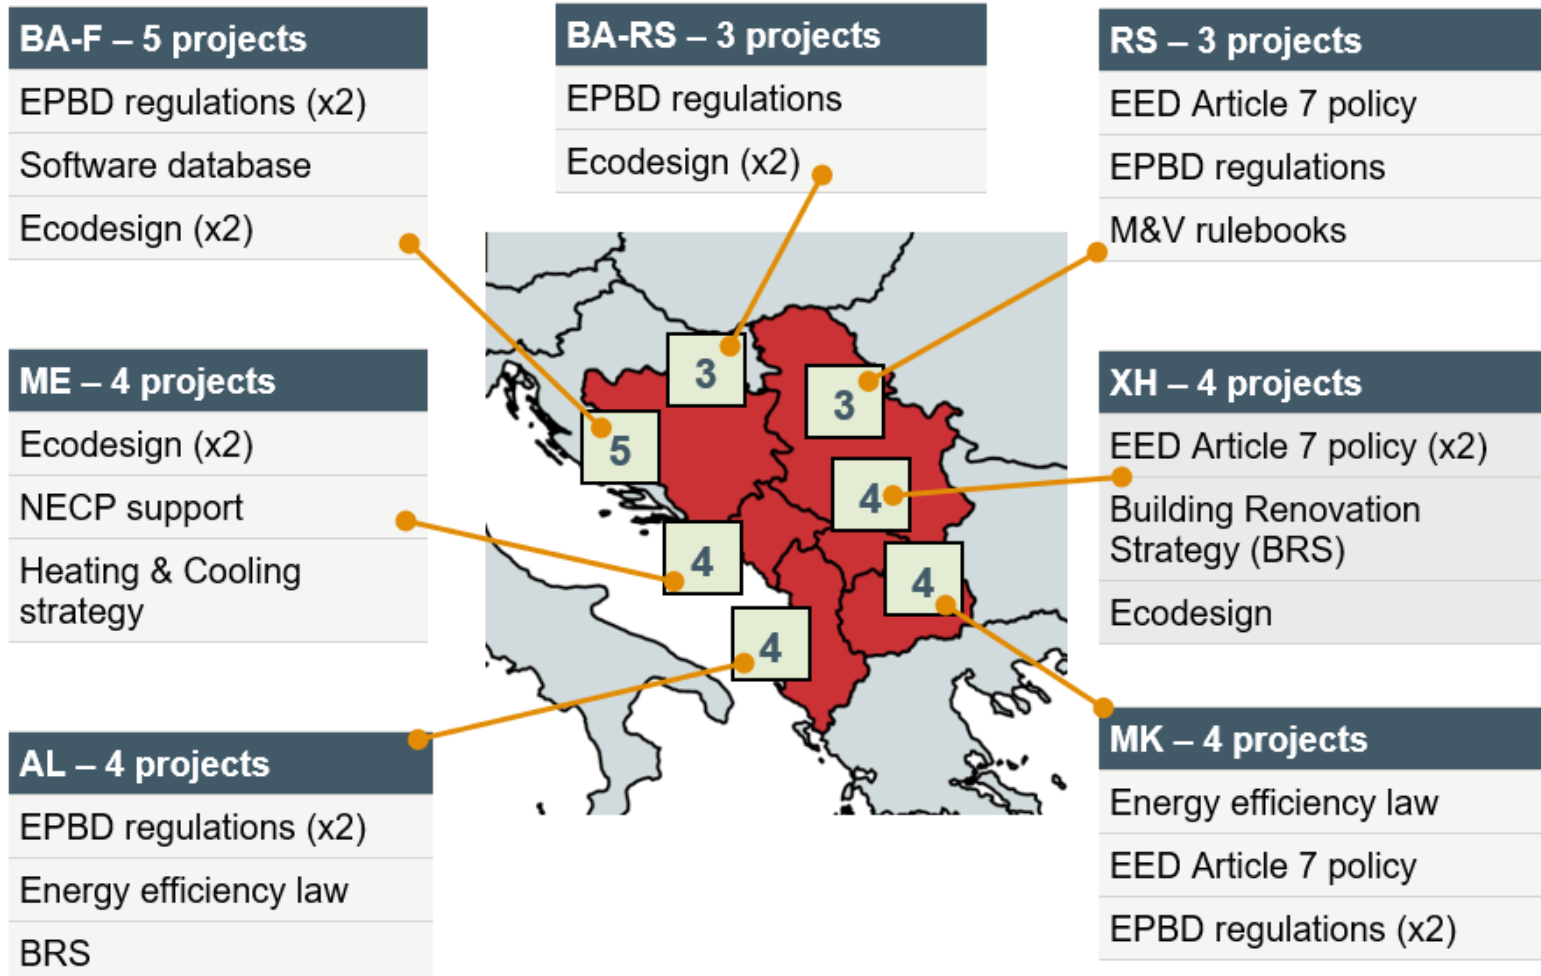 BA-F – 5 projects
EPBD regulations (x2)
Software database
Ecodesign (x2)
BA-RS – 3 projects
EPBD regulations
Ecodesign (x2)
RS – 3 projects
EED Article 7 policy
EPBD regulations
M&V rulebooks
ME – 4 projects
Ecodesign (x2)
NECP support
Heating & Cooling
strategy
3
3
5
4
4
4
4
XH – 4 projects
EED Article 7 policy (x2)
Building Renovation
Strategy (BRS)
Ecodesign
AL – 4 projects
EPBD regulations (x2)
Energy efficiency law
BRS
MK – 4 projects
Energy efficiency law
EED Article 7 policy
EPBD regulations (x2)